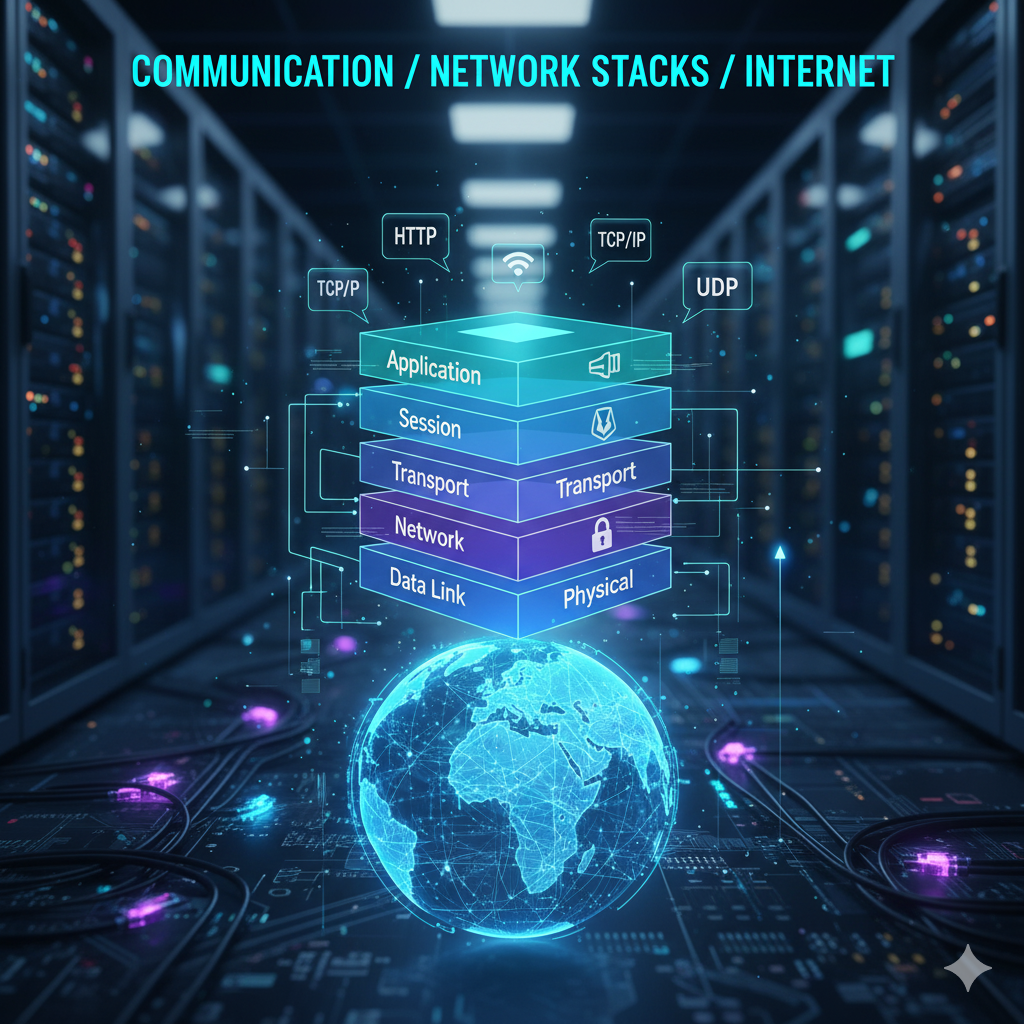 COMMUNICATION / NETWORK STACKS / INTERNET
HTTP
TCP/IP
TCP/P
UDP
Application
Session
Transport Transport
Network
Data Link Physical